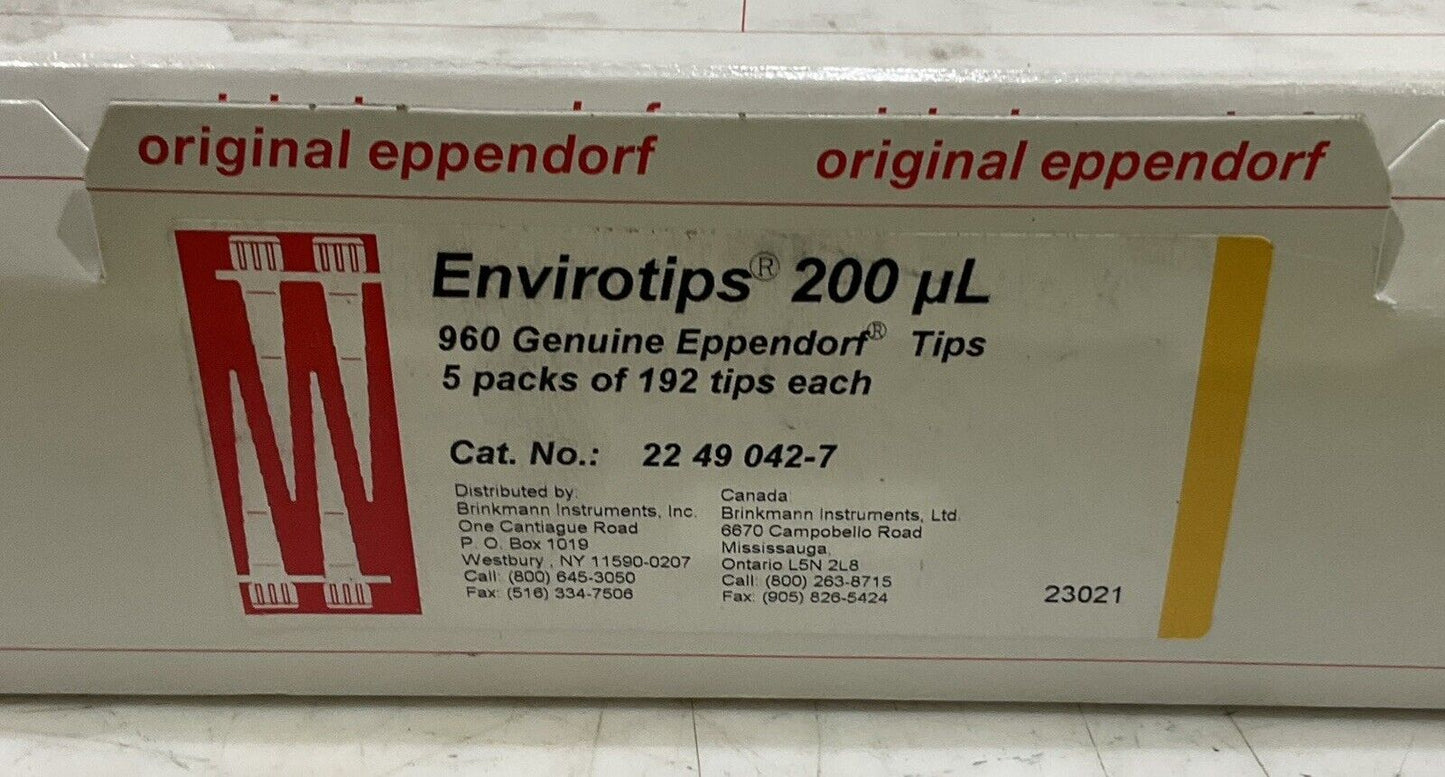 original eppendorf original eppendorf
Envirotips® 200 µL
960 Genuine Eppendorf® Tips
5 packs of 192 tips each
Cat. No.: 22 49 042-7
Distributed by:
Brinkmann Instruments, Inc.
One Cantiague Road
P. O. Box 1019
Westbury , NY 11590-0207
Call: (800) 645-3050
Fax: (516) 334-7506
Canada
Brinkmann Instruments, Ltd.
6670 Campobello Road
Mississauga,
Ontario L5N 2L8
Call: (800) 263-8715
Fax: (905) 826-5424
23021